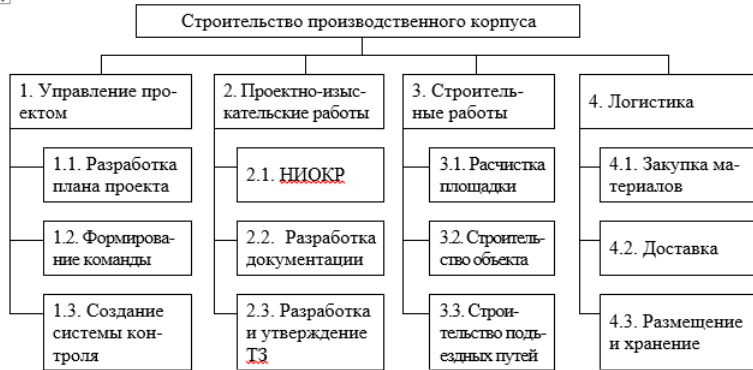 Строительство производственного корпуса
1. Управление про-
ектом
2. Проектно-изыс-
кательские работы
3. Строитель-
ные работы
4. Логистика
1.1. Разработка
плана проекта
2.1. НИОКР
3.1. Расчистка
площадки
4.1. Закупка ма-
териалов
1.2. Формирова-
ние команды
2.2. Разработка
документации
3.2. Строитель-
ство объекта
4.2. Доставка
1.3. Создание
системы кон-
троля
2.3. Разработка
и утверждение
ТЗ
3.3. Строи-
тельство подъ-
ездных путей
4.3. Размещение
и хранение